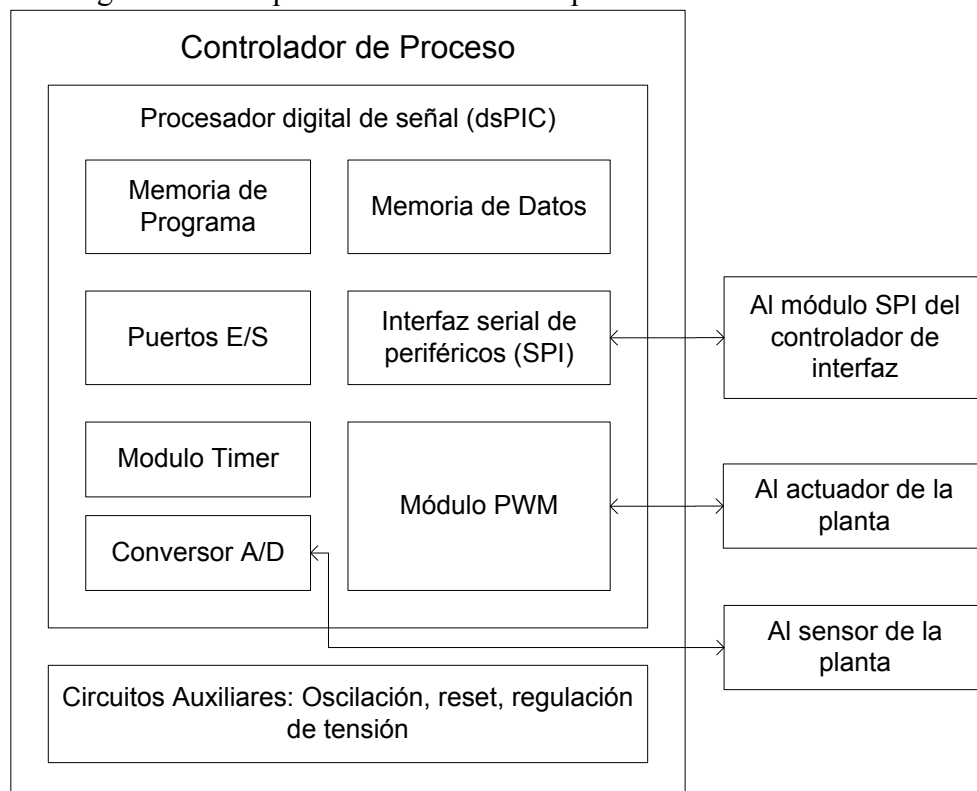 Controlador de Proceso
Procesador digital de señal (dsPIC)
Memoria de
Programa
Memoria de Datos
Puertos E/S
Interfaz serial de
periféricos (SPI)
Al módulo SPI del
controlador de
interfaz
Modulo Timer
Módulo PWM
Al actuador de la
planta
Conversor A/D
Al sensor de la
planta
Circuitos Auxiliares: Oscilación, reset, regulación
de tensión